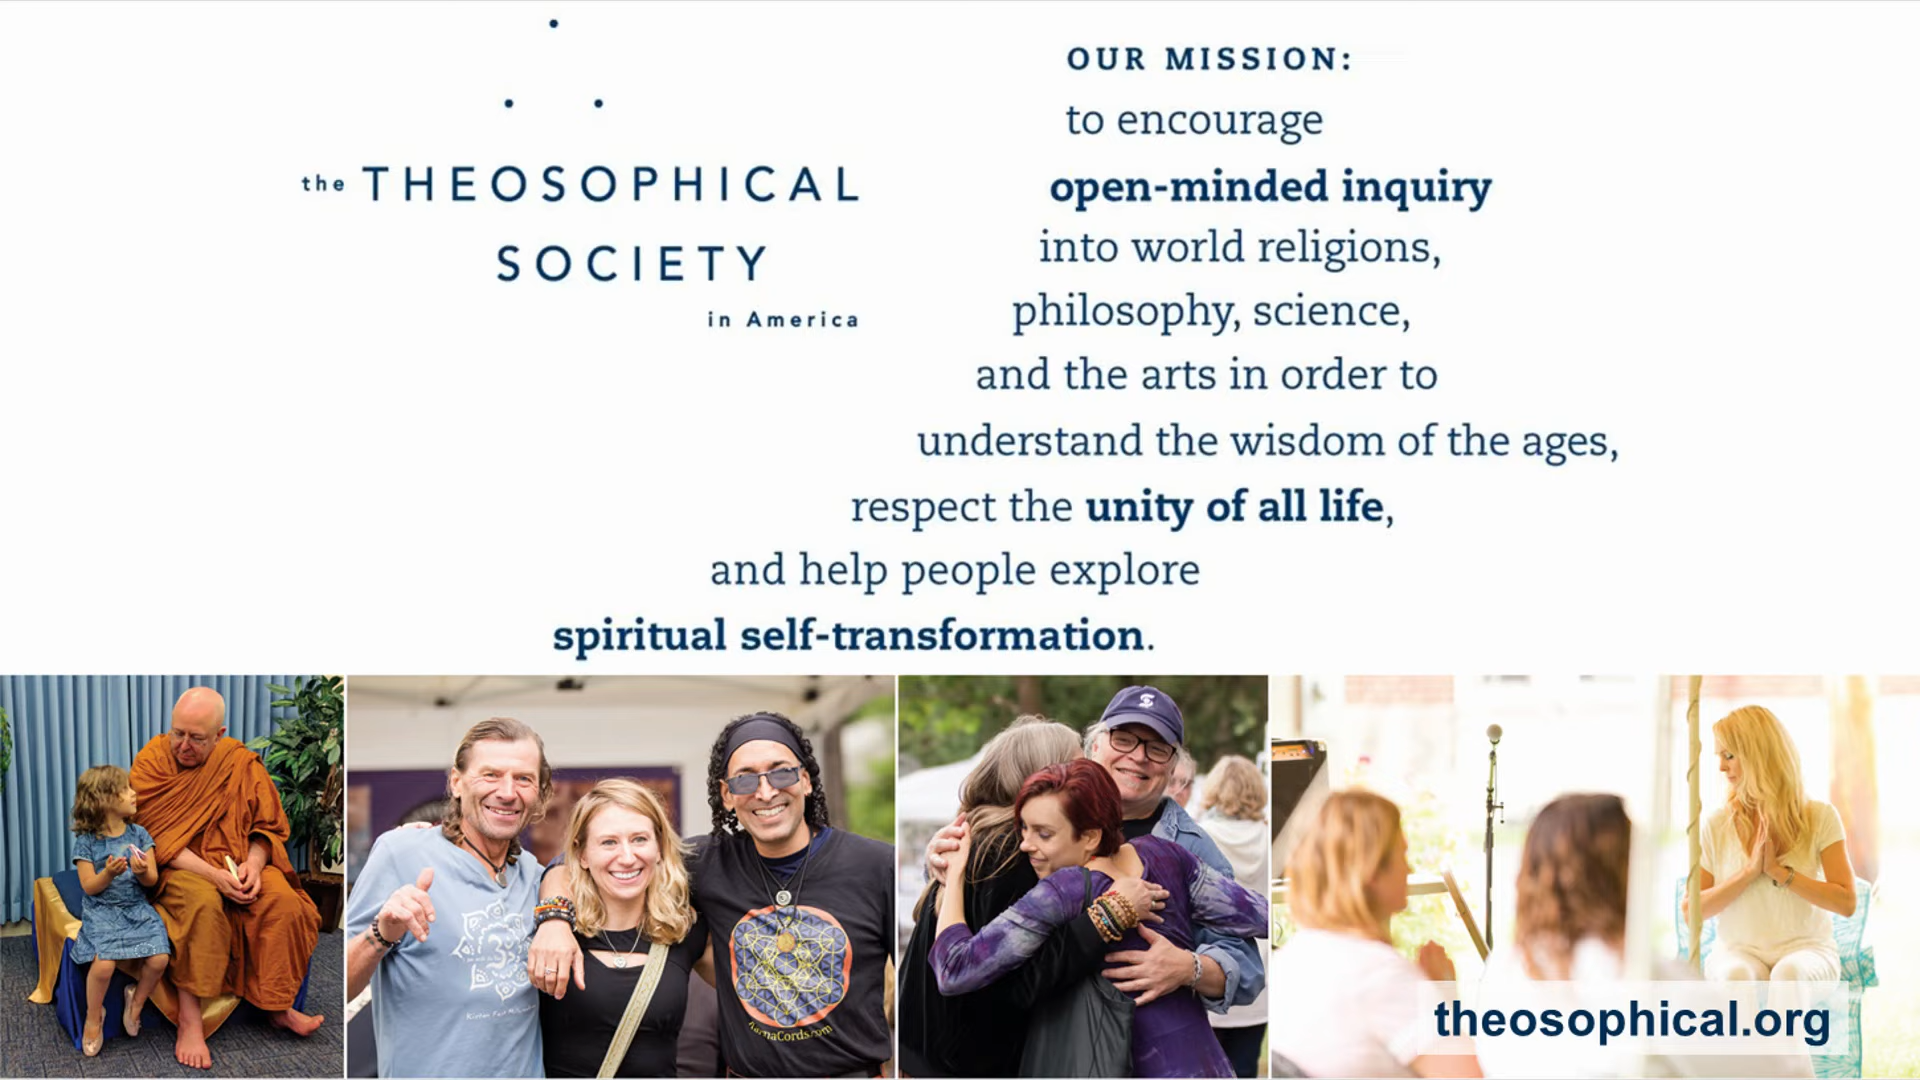 the THEOSOPHICAL
SOCIETY
in America
OUR MISSION:
to encourage
open-minded inquiry
into world religions,
philosophy, science,
and the arts in order to
understand the wisdom of the ages,
respect the unity of all life,
and help people explore
spiritual self-transformation.
theosophical.org